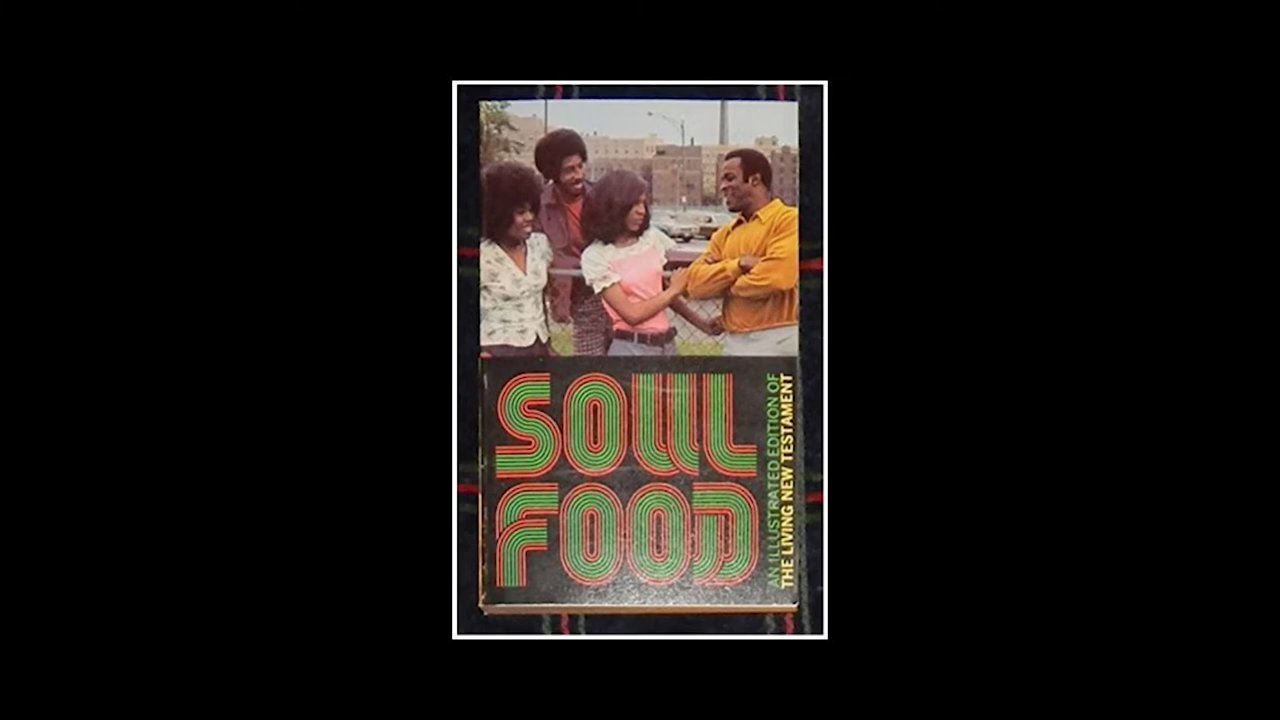 SOUL
FOOD
AN ILLUSTRATED EDITION OF
THE LIVING NEW TESTAMENT